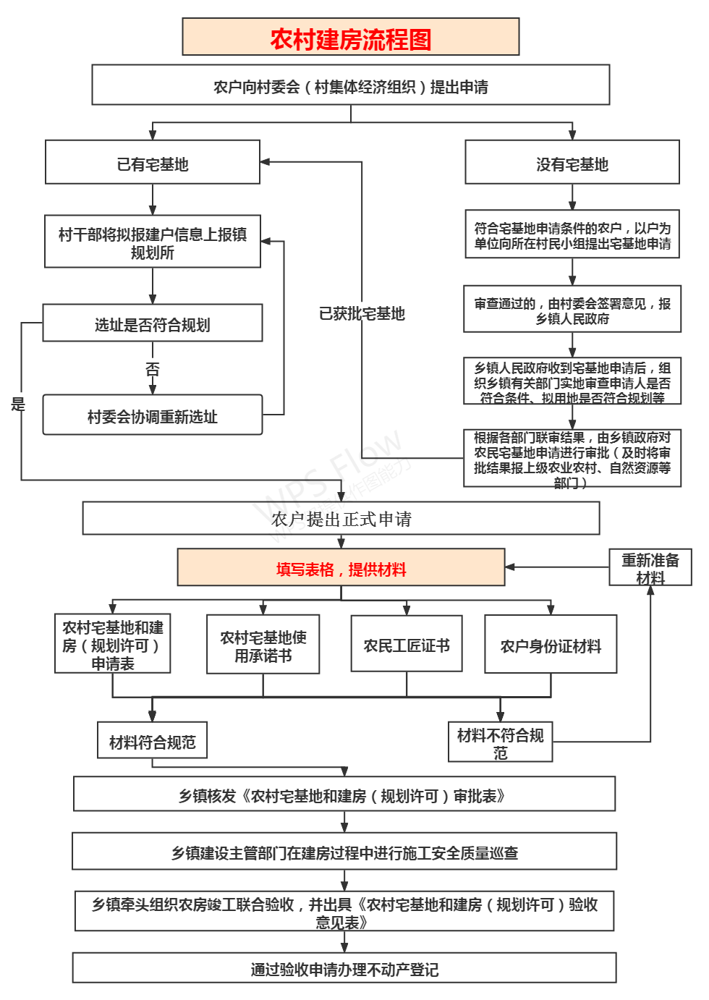 农村建房流程图
农户向村委会（村集体经济组织）提出申请
已有宅基地
没有宅基地
村干部将拟报建户信息上报镇
规划所
符合宅基地申请条件的农户，以户为
单位向所在村民小组提出宅基地申请
审查通过的，由村委会签署意见，报
乡镇人民政府
已获批宅基地
选址是否符合规划
否
是
村委会协调重新选址
乡镇人民政府收到宅基地申请后，组
织乡镇有关部门实地审查申请人是否
符合条件、拟用地是否符合规划等
根据各部门联审结果，由乡镇政府对
农民宅基地申请进行审批（及时将审
批结果报上级农业农村、自然资源等
部门）
WPS Flow
农户提出正式申请
填写表格，提供材料
重新准备
材料
农村宅基地和建
房（规划许可）
申请表
农村宅基地使
用承诺书
农民工匠证书
农户身份证材料
材料符合规范
材料不符合规
范
乡镇核发《农村宅基地和建房（规划许可）审批表》
乡镇建设主管部门在建房过程中进行施工安全质量巡查
乡镇牵头组织农房竣工联合验收，并出具《农村宅基地和建房（规划许可）验收
意见表》
通过验收申请办理不动产登记